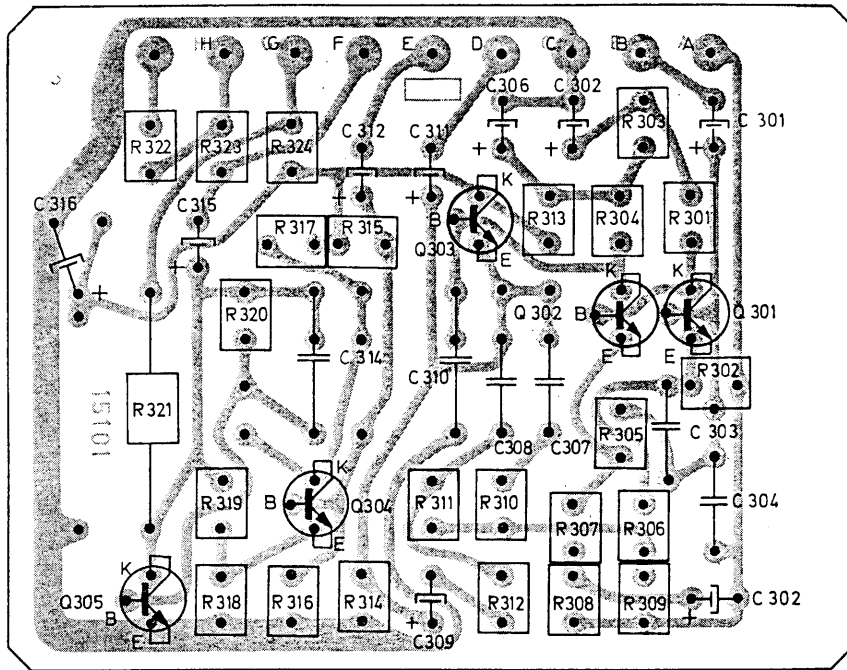 H G F E D C B A
C306 C302
R322 R323 R324 C312 C311 R303 C301
+ + +
C316 C315 K
R317 R315 + + B R313 R304 R301
+ Q303
E
+ K K
R320 Q302 B Q301
C314 E E
C310 R302
R321
15101
C308 C307 R305 C303
K
R319 B Q304 R311 R310 R307 R306 C304
E
K
Q305 R318 R316 R314 R312 R308 R309 C302
B + +
E C309